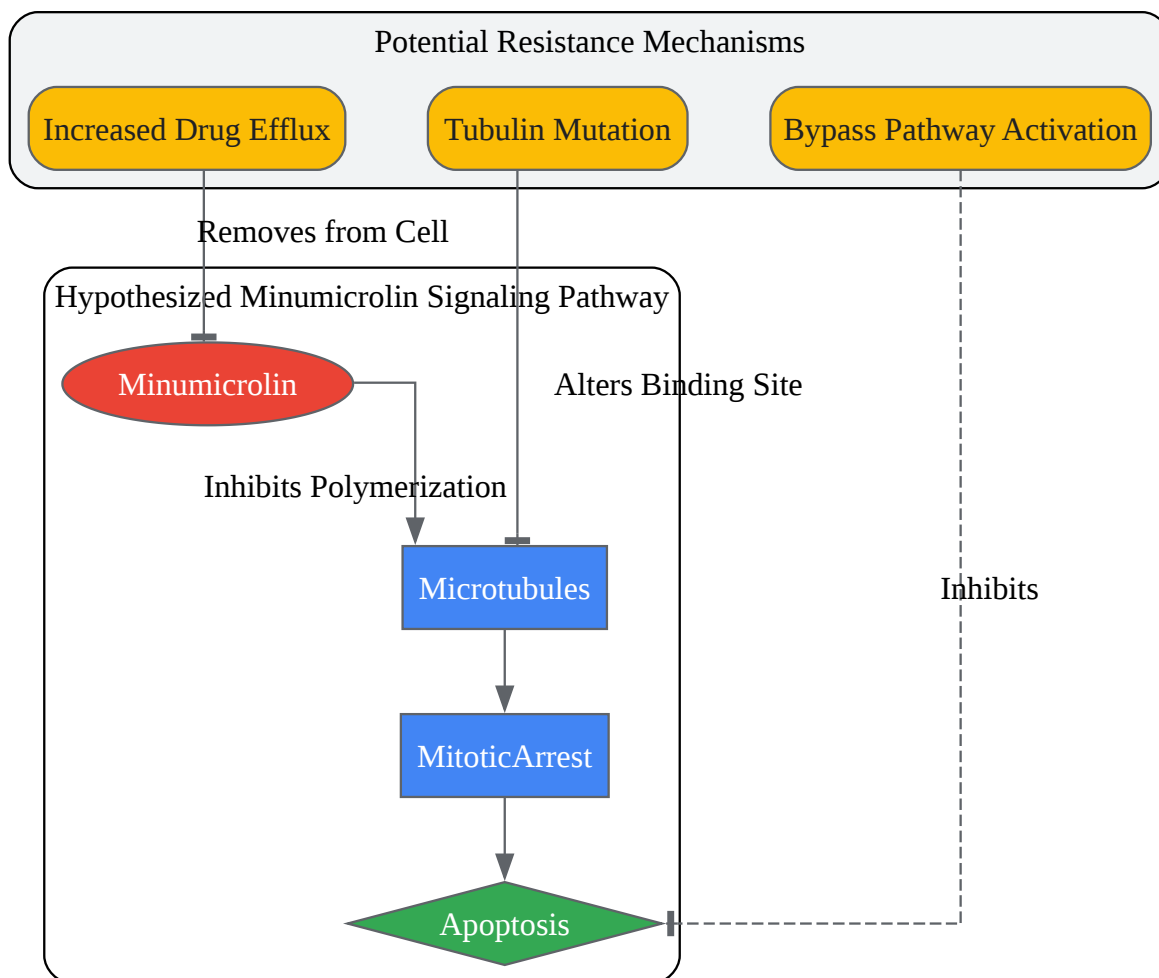 Potential Resistance Mechanisms
Increased Drug Efflux
Tubulin Mutation
Bypass Pathway Activation
Removes from Cell
Hypothesized Minumicrolin Signaling Pathway
Minumicrolin
Alters Binding Site
Inhibits Polymerization
Microtubules
Inhibits
MitoticArrest
Apoptosis